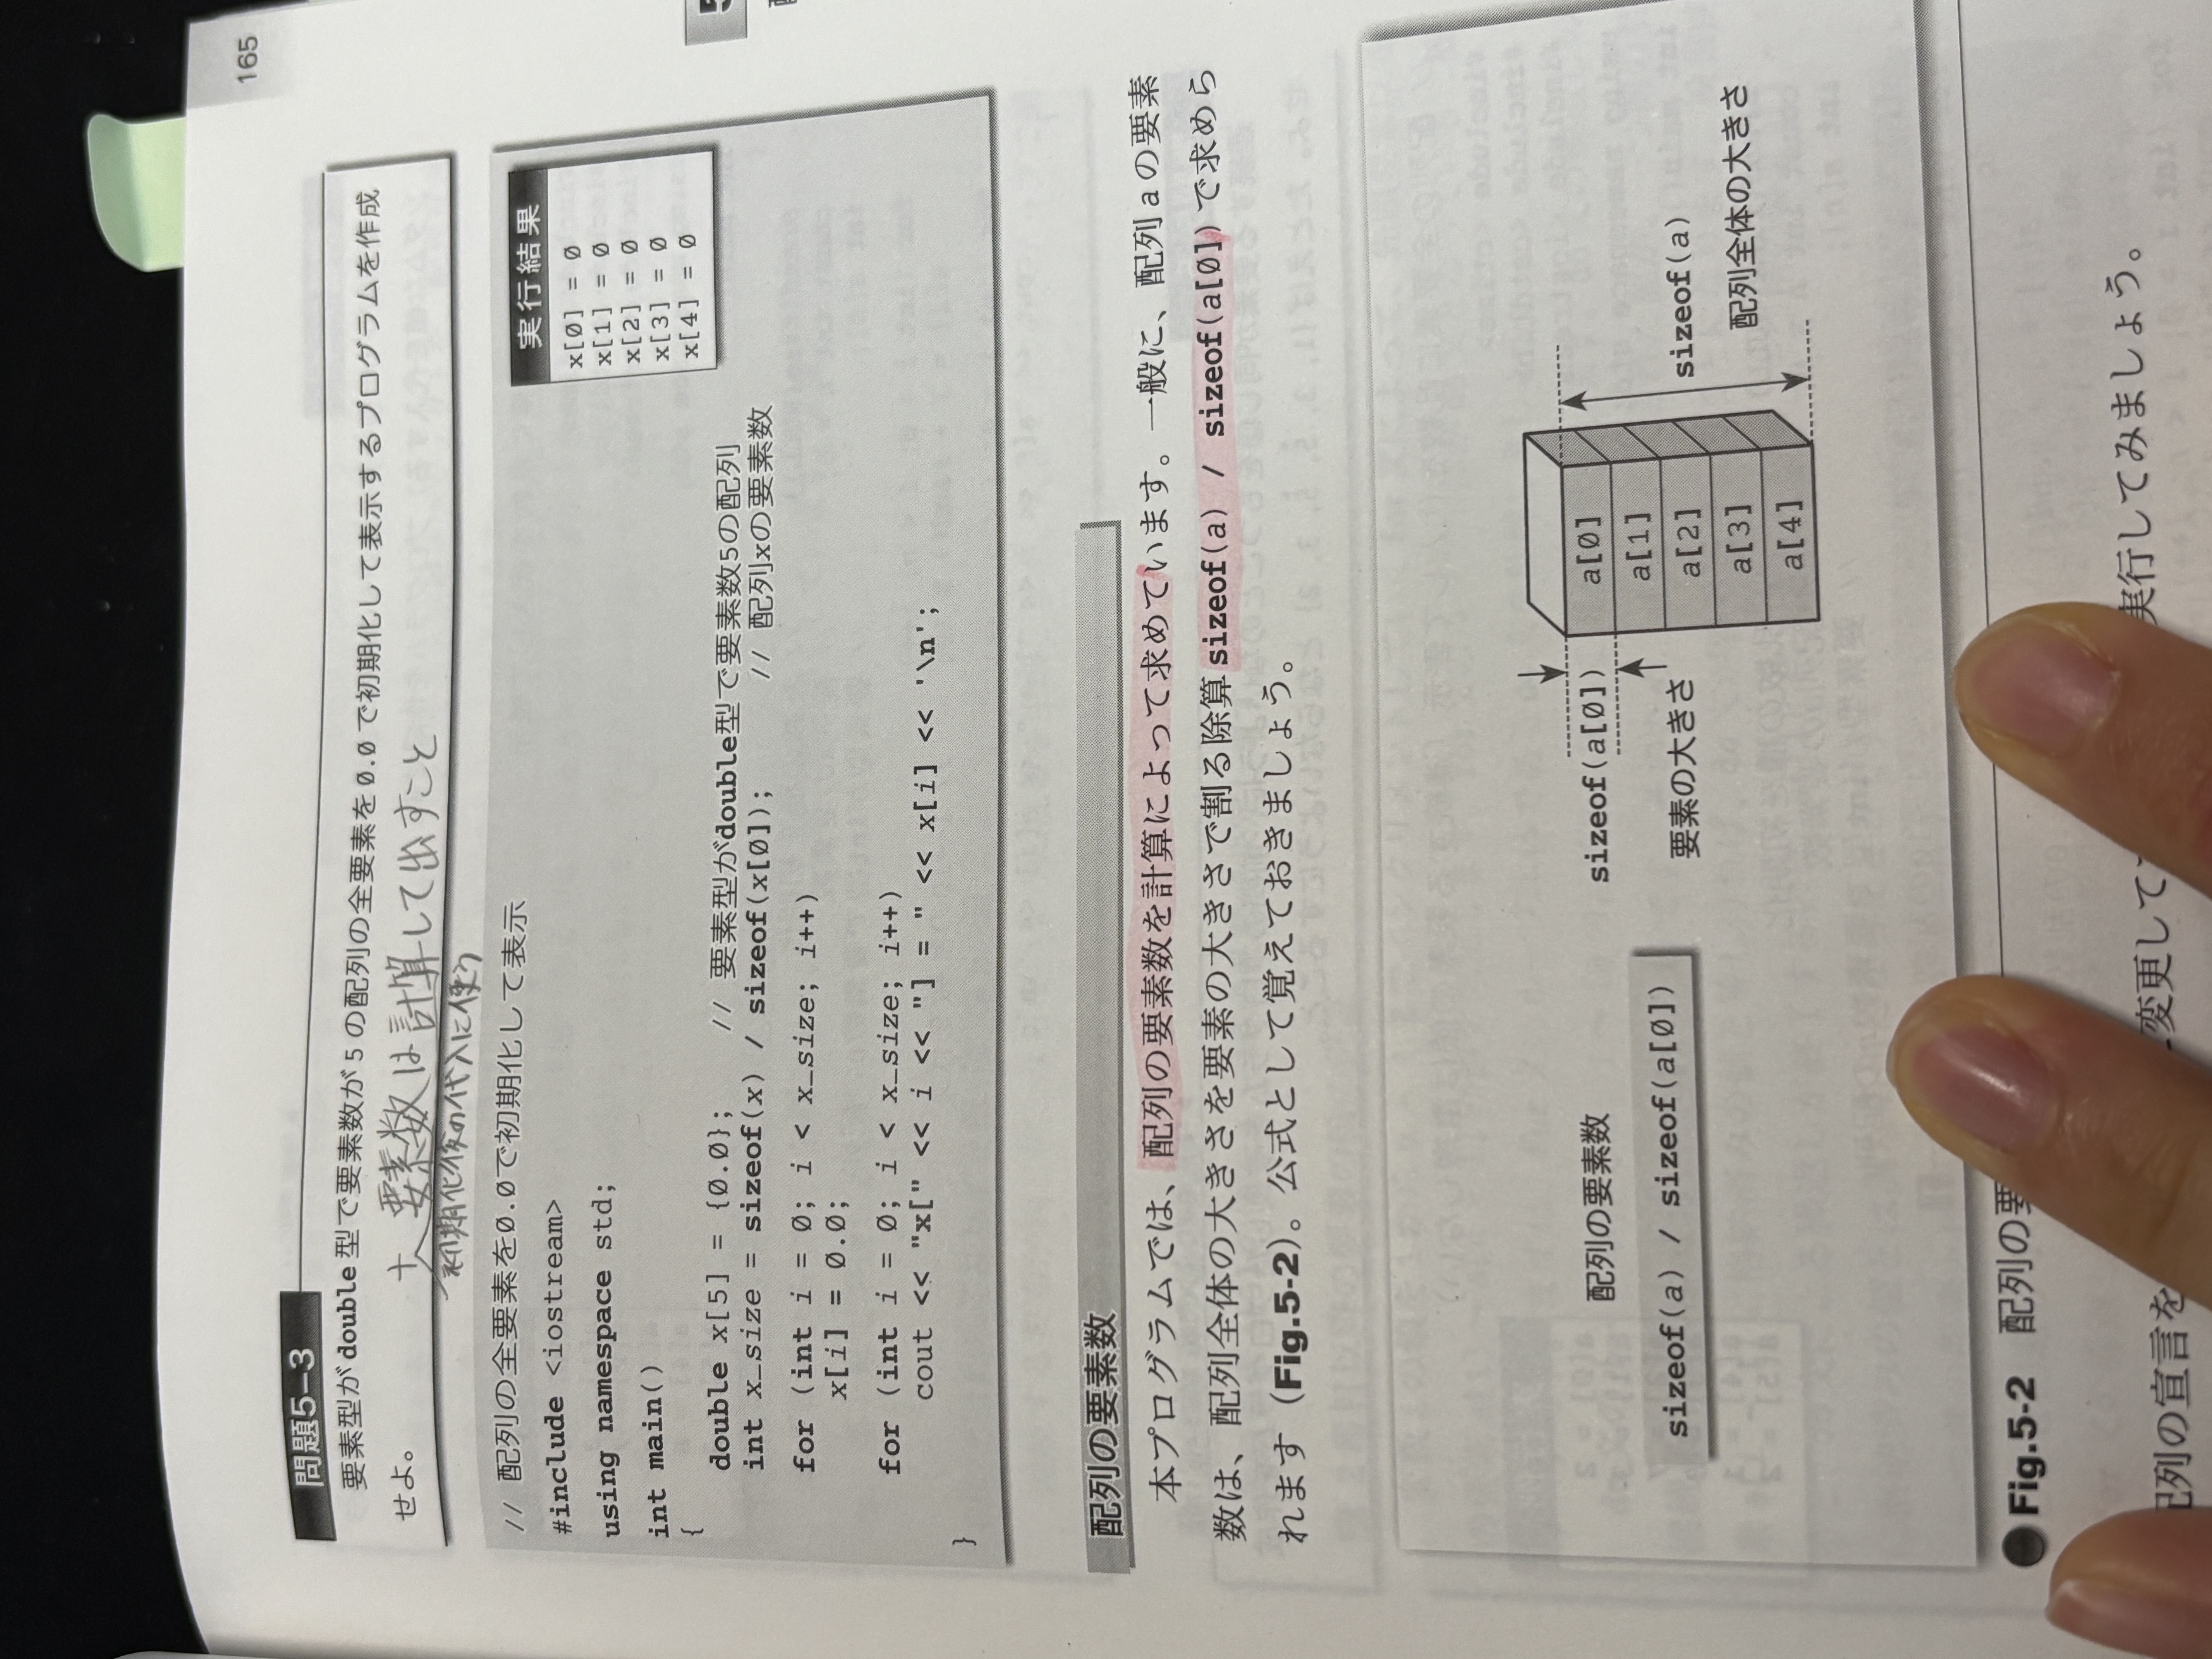 165
問題5-3
要素型が double 型で要素数が 5 の配列の全要素を 0.0 で初期化して表示するプログラムを作成
せよ。
要素数は計算して出すこと
初期化後の代入に使う
// 配列の全要素を0.0で初期化して表示
#include <iostream>
using namespace std;
int main()
{
double x[5] = {0.0}; // 要素型がdouble型で要素数5の配列
int x_size = sizeof(x) / sizeof(x[0]); // 配列xの要素数
for (int i = 0; i < x_size; i++)
x[i] = 0.0;
for (int i = 0; i < x_size; i++)
cout << "x[" << i << "] = " << x[i] << '\n';
}
実行結果
x[0] = 0
x[1] = 0
x[2] = 0
x[3] = 0
x[4] = 0
配列の要素数
本プログラムでは、配列の要素数を計算によって求めています。一般に、配列 a の要素
数は、配列全体の大きさを要素の大きさで割る除算 sizeof(a) / sizeof(a[0]) で求めら
れます（Fig.5-2）。公式として覚えておきましょう。
配列の要素数
sizeof(a) / sizeof(a[0])
sizeof(a[0])
要素の大きさ
a[0]
a[1]
a[2]
a[3]
a[4]
sizeof(a)
配列全体の大きさ
Fig.5-2 配列の要
配列の宣言を 変更して 実行してみましょう。